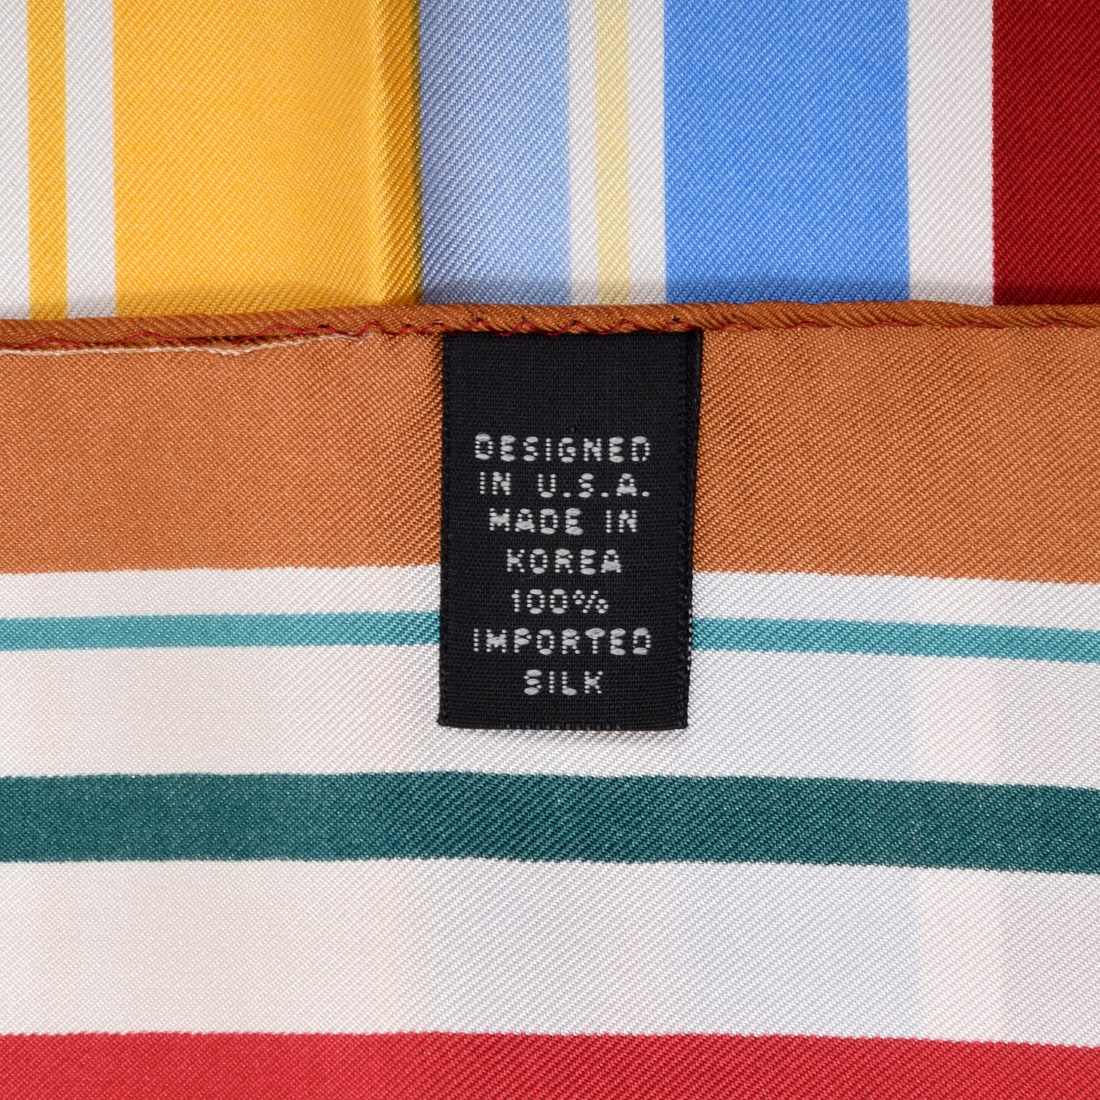 DESIGNED
IN U.S.A.
MADE IN
KOREA
100%
IMPORTED
SILK